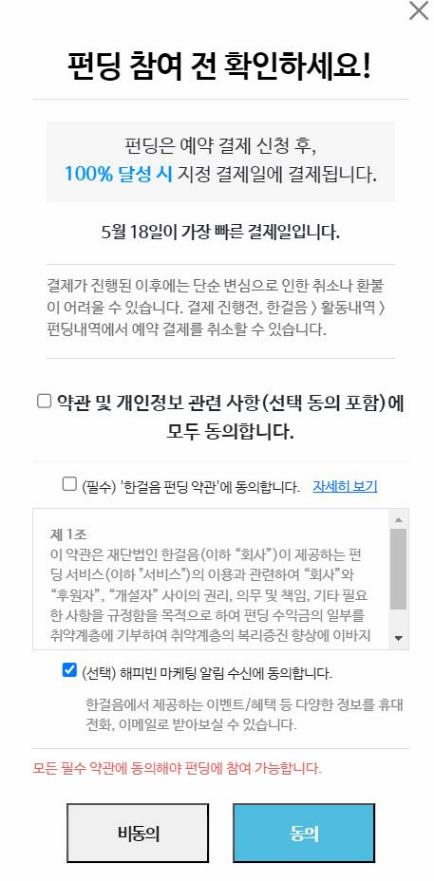 펀딩 참여 전 확인하세요!
펀딩은 예약 결제 신청 후,
100% 달성 시 지정 결제일에 결제됩니다.
5월 18일이 가장 빠른 결제일입니다.
결제가 진행된 이후에는 단순 변심으로 인한 취소나 환불
이 어려울 수 있습니다. 결제 진행전, 한걸음 > 활동내역 >
펀딩내역에서 예약 결제를 취소할 수 있습니다.
약관 및 개인정보 관련 사항(선택 동의 포함)에
모두 동의합니다.
(필수) '한걸음 펀딩 약관'에 동의합니다. 자세히 보기
제 1조
이 약관은 재단법인 한걸음(이하 “회사”)이 제공하는 펀
딩 서비스(이하 "서비스")의 이용과 관련하여 “회사”와
“후원자”, “개설자” 사이의 권리, 의무 및 책임, 기타 필요
한 사항을 규정함을 목적으로 하여 펀딩 수익금의 일부를
취약계층에 기부하여 취약계층의 복리증진 향상에 이바지
(선택) 해피빈 마케팅 알림 수신에 동의합니다.
한걸음에서 제공하는 이벤트/혜택 등 다양한 정보를 휴대
전화, 이메일로 받아보실 수 있습니다.
모든 필수 약관에 동의해야 펀딩에 참여 가능합니다.
비동의
동의